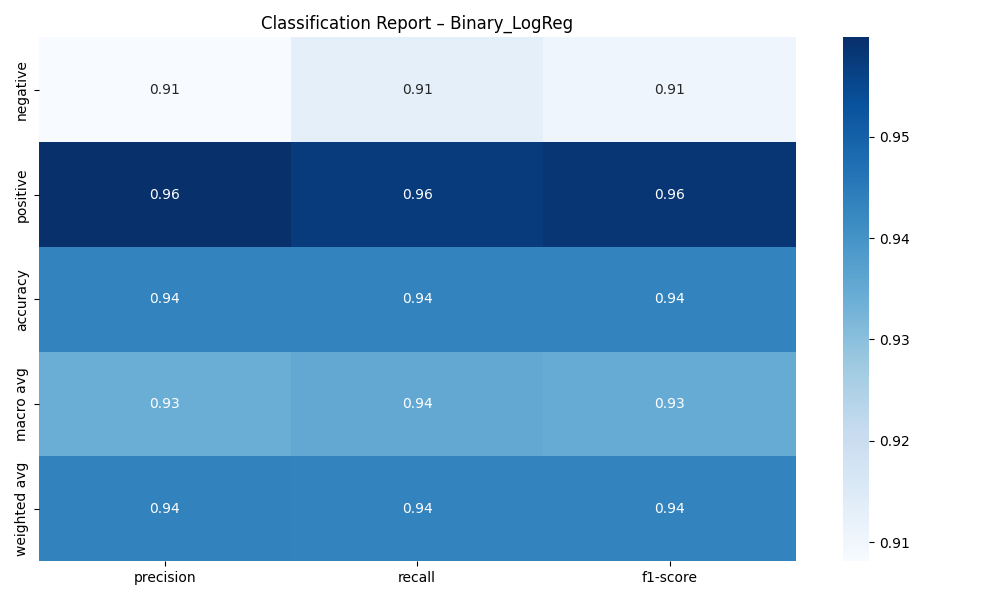 Classification Report – Binary_LogReg
negative 0.91 0.91 0.91
positive 0.96 0.96 0.96
accuracy 0.94 0.94 0.94
macro avg 0.93 0.94 0.93
weighted avg 0.94 0.94 0.94
precision recall f1-score
0.95
0.94
0.93
0.92
0.91